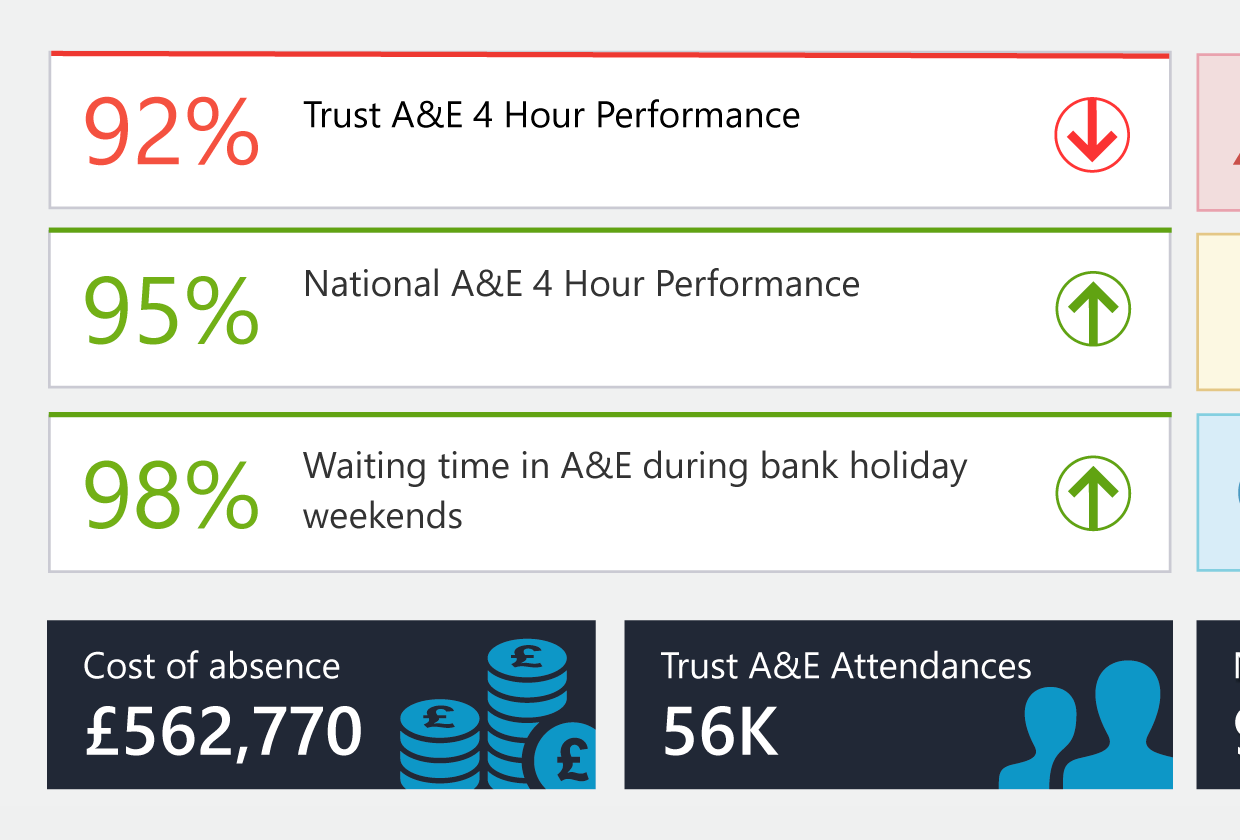 92%
Trust A&E 4 Hour Performance
95%
National A&E 4 Hour Performance
98%
Waiting time in A&E during bank holiday
weekends
Cost of absence
£562,770
£
£
£
Trust A&E Attendances
56K